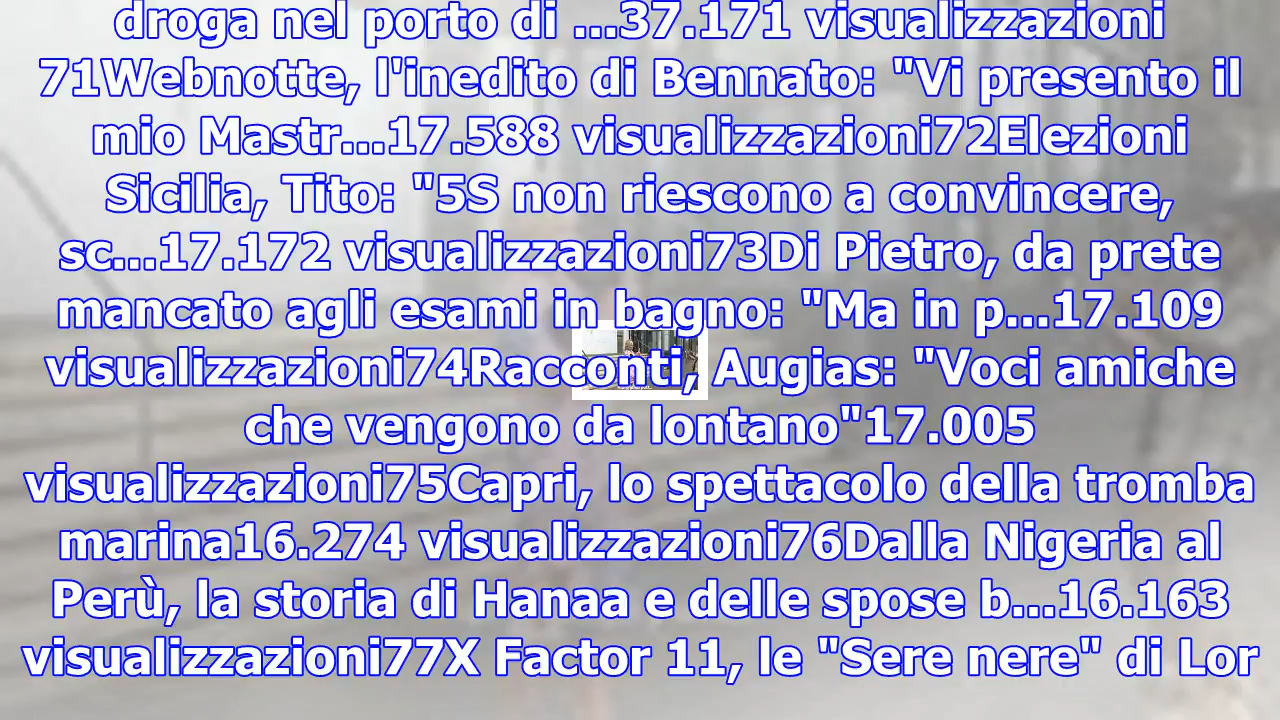 droga nel porto di ...37.171 visualizzazioni
71Webnotte, l'inedito di Bennato: "Vi presento il
mio Mastr...17.588 visualizzazioni72Elezioni
Sicilia, Tito: "5S non riescono a convincere,
sc...17.172 visualizzazioni73Di Pietro, da prete
mancato agli esami in bagno: "Ma in p...17.109
visualizzazioni74Racconti, Augias: "Voci amiche
che vengono da lontano"17.005
visualizzazioni75Capri, lo spettacolo della tromba
marina16.274 visualizzazioni76Dalla Nigeria al
Perù, la storia di Hanaa e delle spose b...16.163
visualizzazioni77X Factor 11, le "Sere nere" di Lor